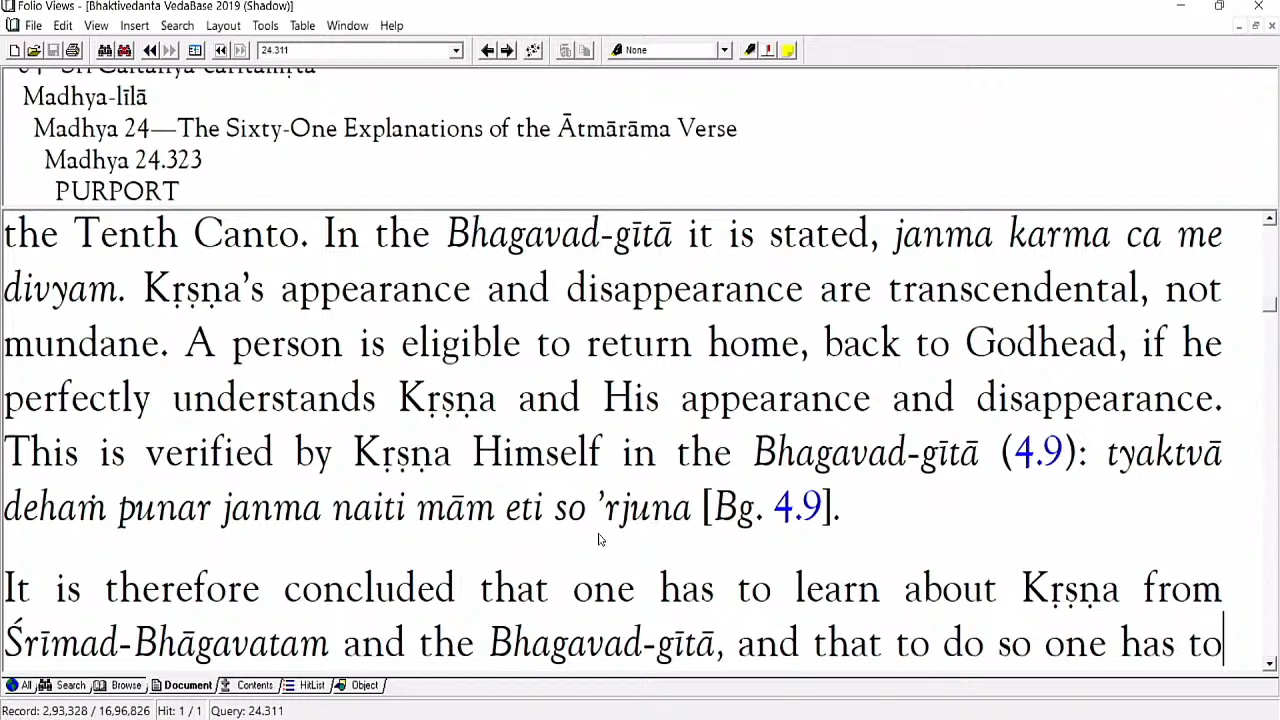 Folio Views - [Bhaktivedanta VedaBase 2019 (Shadow)]
File Edit View Insert Search Layout Tools Table Window Help
24.311 None
Madhya-līlā
Madhya 24—The Sixty-One Explanations of the Ātmārāma Verse
Madhya 24.323
PURPORT
the Tenth Canto. In the Bhagavad-gītā it is stated, janma karma ca me
divyam. Kṛṣṇa’s appearance and disappearance are transcendental, not
mundane. A person is eligible to return home, back to Godhead, if he
perfectly understands Kṛṣṇa and His appearance and disappearance.
This is verified by Kṛṣṇa Himself in the Bhagavad-gītā (4.9): tyaktvā
dehaṁ punar janma naiti mām eti so ’rjuna [Bg. 4.9].
It is therefore concluded that one has to learn about Kṛṣṇa from
Śrīmad-Bhāgavatam and the Bhagavad-gītā, and that to do so one has to
All Search Browse Document Contents HitList Object
Record: 2,93,328 / 16,96,826 Hit: 1 / 1 Query: 24.311